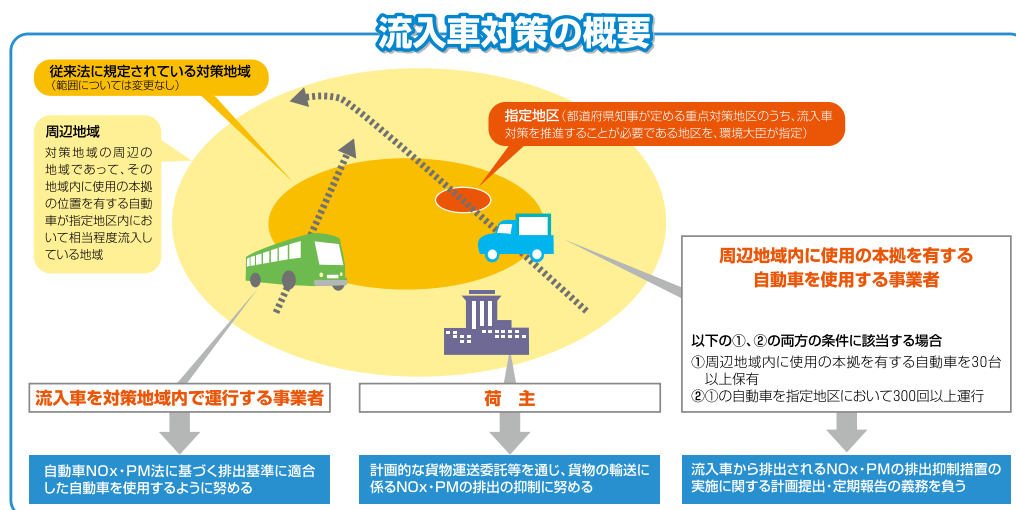 流入車対策の概要
従来法に規定されている対策地域
(範囲については変更なし)
周辺地域
対策地域の周辺の
地域であって、その
地域内に使用の本拠
の位置を有する自動
車が指定地区内にお
いて相当程度流入し
ている地域
指定地区(都道府県知事が定める重点対策地区のうち、流入車
対策を推進することが必要である地区を、環境大臣が指定)
周辺地域内に使用の本拠を有する
自動車を使用する事業者
以下の①、②の両方の条件に該当する場合
①周辺地域内に使用の本拠を有する自動車を30台
以上保有
②①の自動車を指定地区において300回以上運行
流入車を対策地域内で運行する事業者
荷 主
自動車NOx・PM法に基づく排出基準に適合
した自動車を使用するように努める
計画的な貨物運送委託等を通じ、貨物の輸送に
係るNOx・PMの排出の抑制に努める
流入車から排出されるNOx・PMの排出抑制措置の
実施に関する計画提出・定期報告の義務を負う